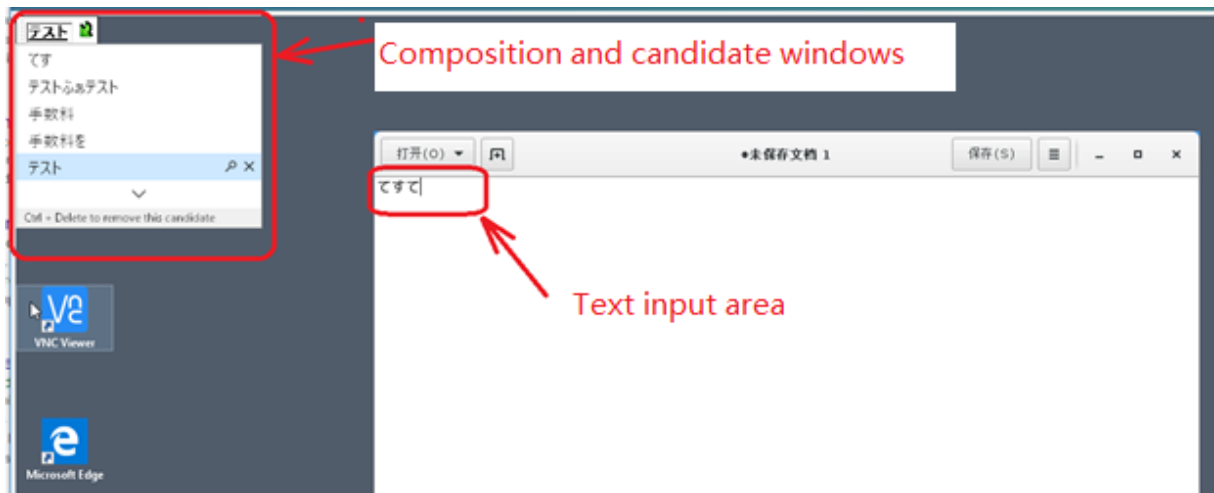 テスト
てす
テストふぁテスト
手数料
手数料を
テスト
Ctrl + Delete to remove this candidate
Composition and candidate windows
打开(O)
●未保存文档 1
保存(S)
てすて
Text input area
VNC Viewer
Microsoft Edge